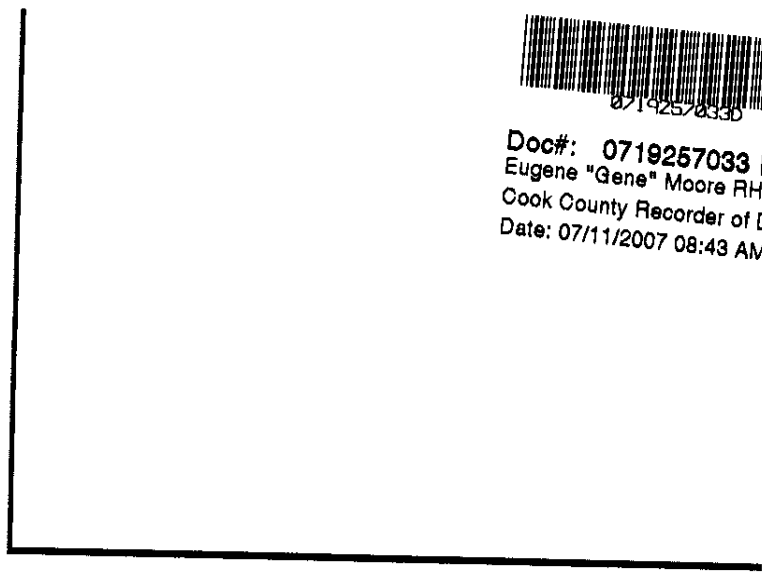 0719257033D
Doc#: 0719257033
Eugene "Gene" Moore RH
Cook County Recorder of
Date: 07/11/2007 08:43 AM